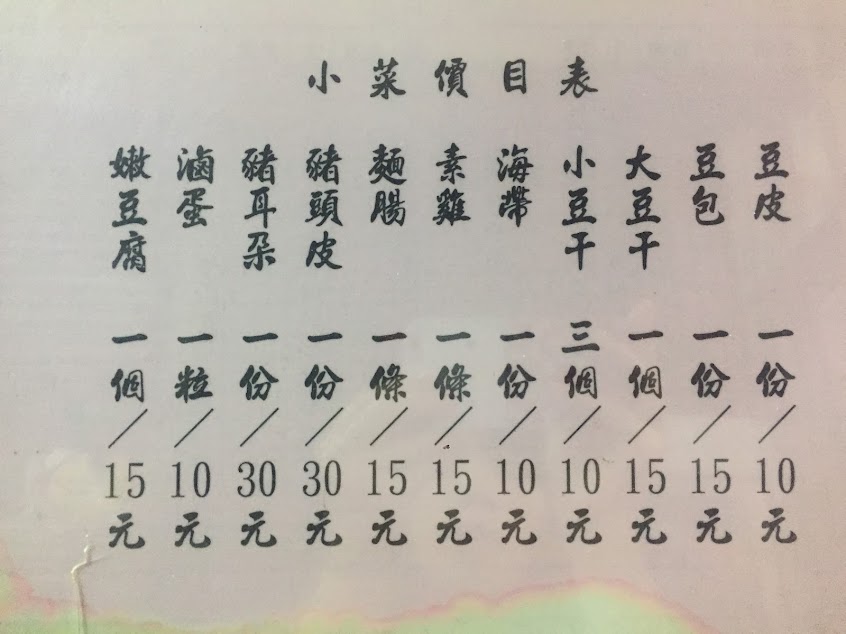 小菜價目表
豆皮 一份/10元
豆包 一份/15元
大豆干 一個/15元
小豆干 三個/10元
海帶 一份/10元
素雞 一條/15元
麵腸 一條/15元
豬頭皮 一份/30元
豬耳朶 一份/30元
滷蛋 一粒/10元
嫩豆腐 一個/15元